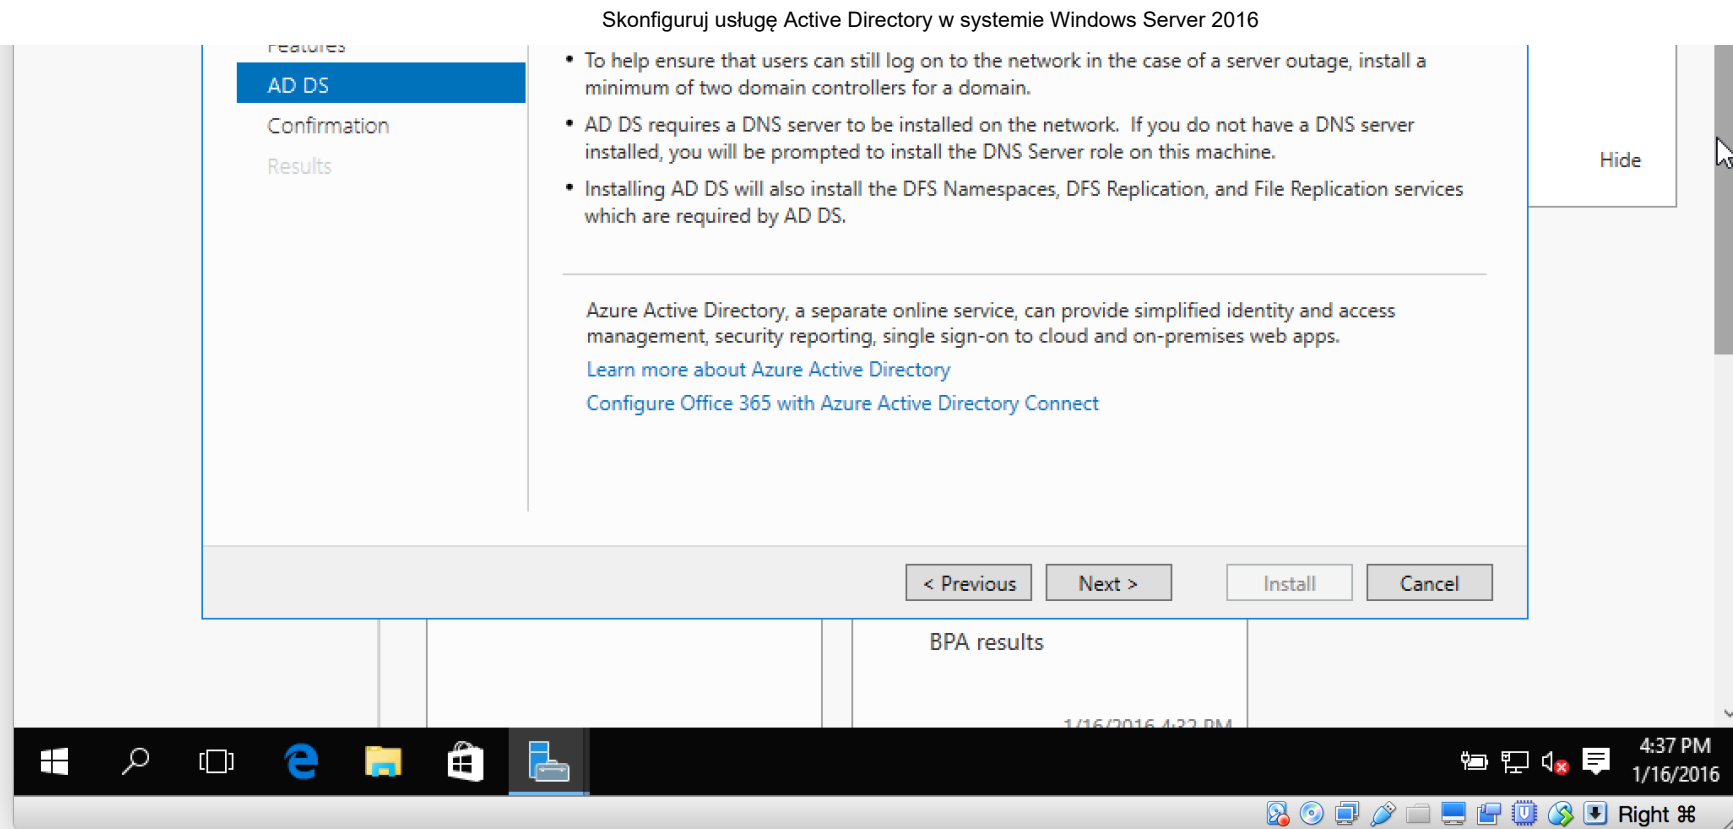 Skonfiguruj usługę Active Directory w systemie Windows Server 2016
Features
AD DS
Confirmation
Results
• To help ensure that users can still log on to the network in the case of a server outage, install a
minimum of two domain controllers for a domain.
• AD DS requires a DNS server to be installed on the network.  If you do not have a DNS server
installed, you will be prompted to install the DNS Server role on this machine.
• Installing AD DS will also install the DFS Namespaces, DFS Replication, and File Replication services
which are required by AD DS.
Hide
Azure Active Directory, a separate online service, can provide simplified identity and access
management, security reporting, single sign-on to cloud and on-premises web apps.
Learn more about Azure Active Directory
Configure Office 365 with Azure Active Directory Connect
< Previous
Next >
Install
Cancel
BPA results
1/16/2016 4:32 PM
4:37 PM
1/16/2016
Right ⌘